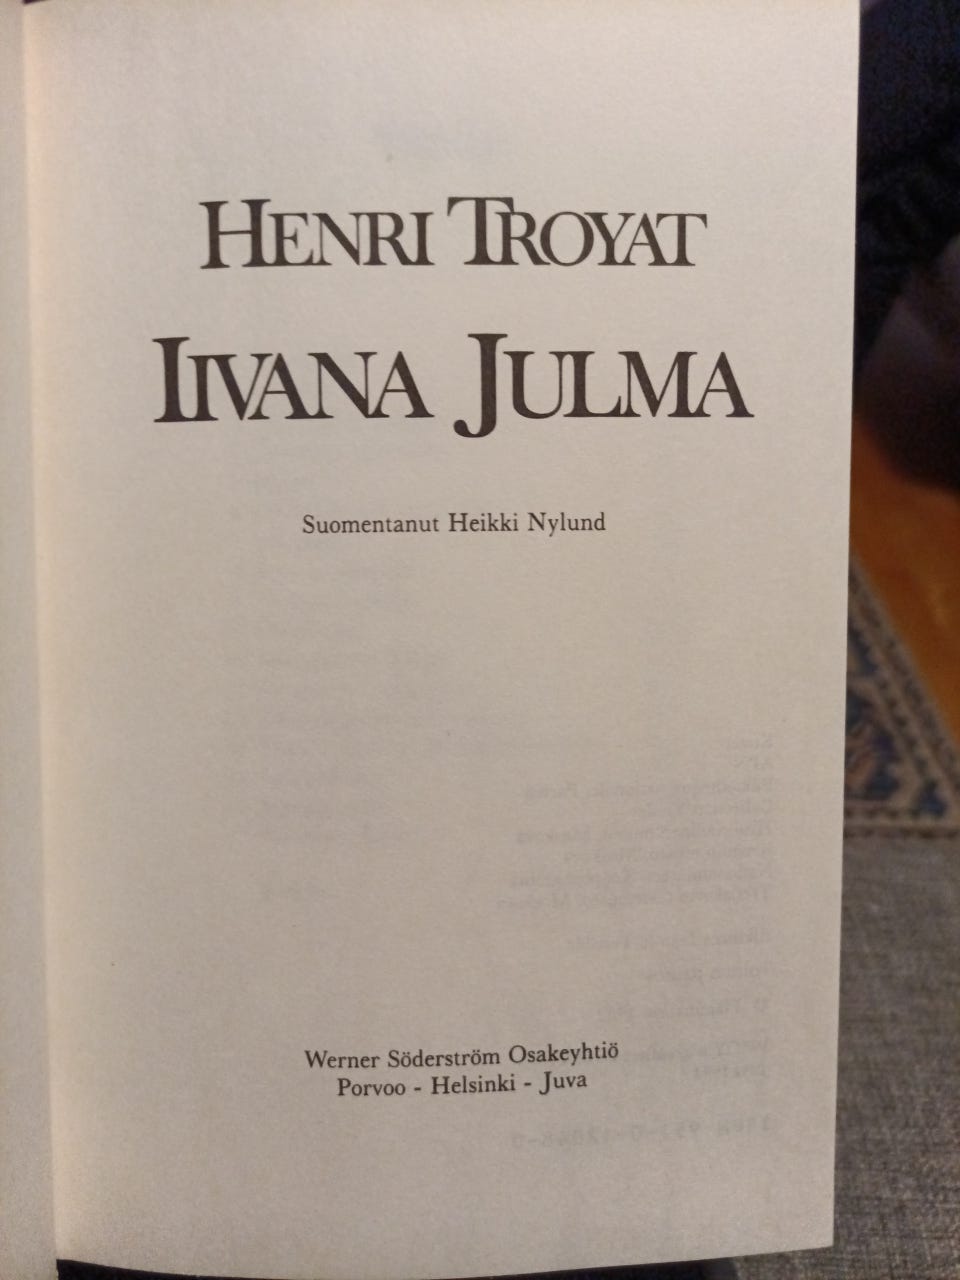 HENRI TROYAT
IIVANA JULMA
Suomentanut Heikki Nylund
Werner Söderström Osakeyhtiö
Porvoo - Helsinki - Juva